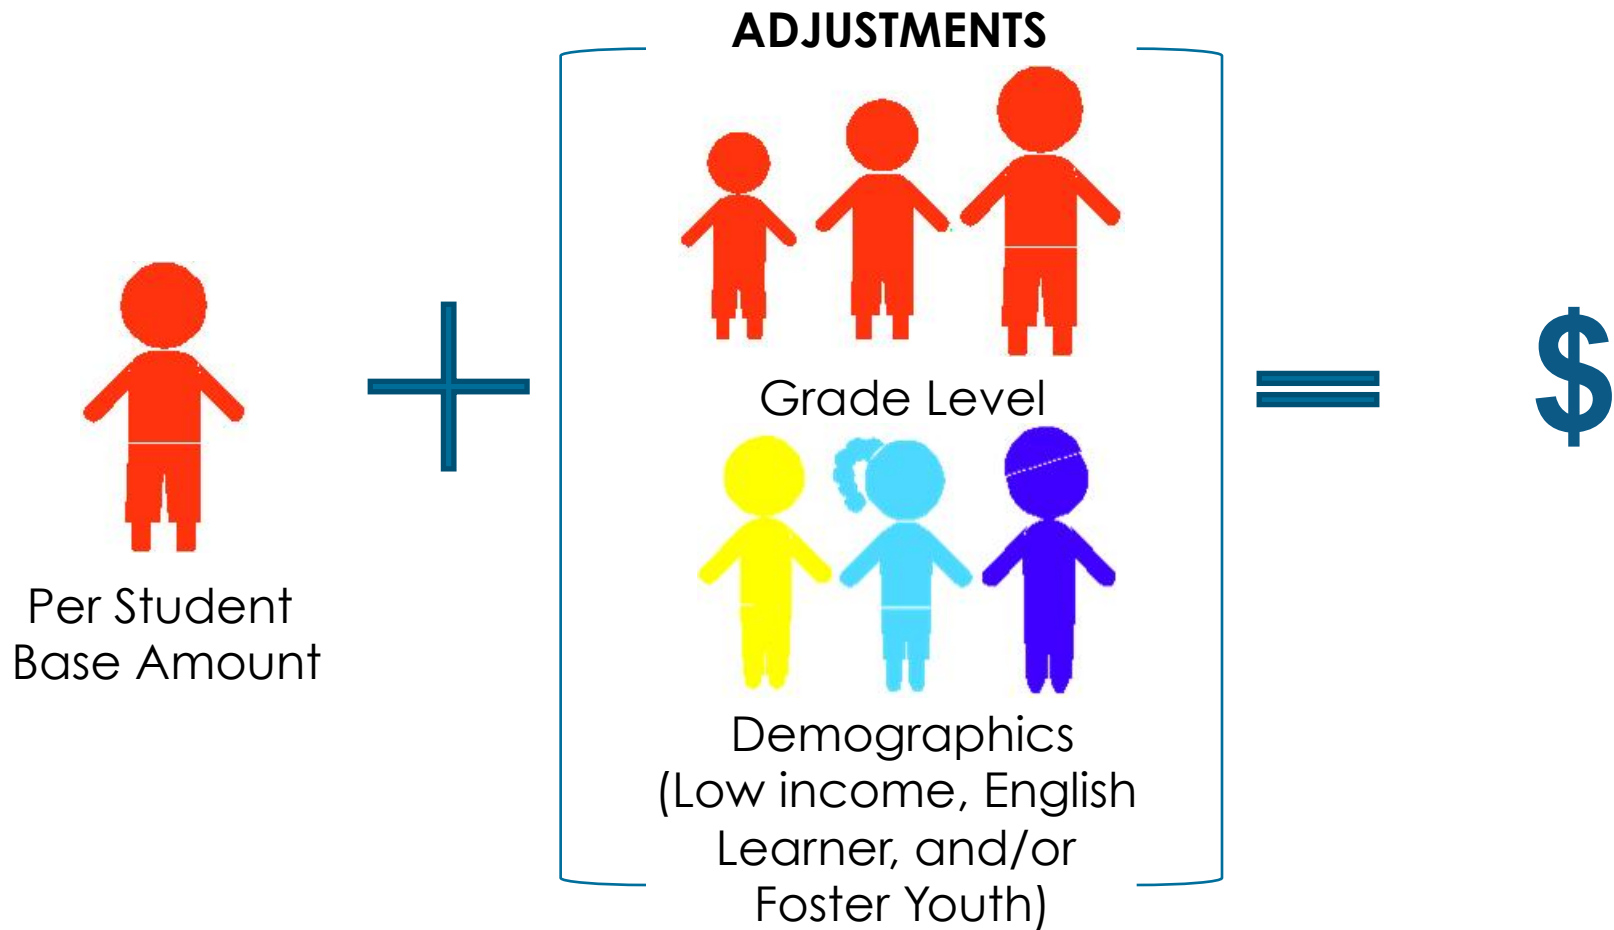 ADJUSTMENTS
Grade Level
$
Per Student
Base Amount
Demographics
(Low income, English
Learner, and/or
Foster Youth)